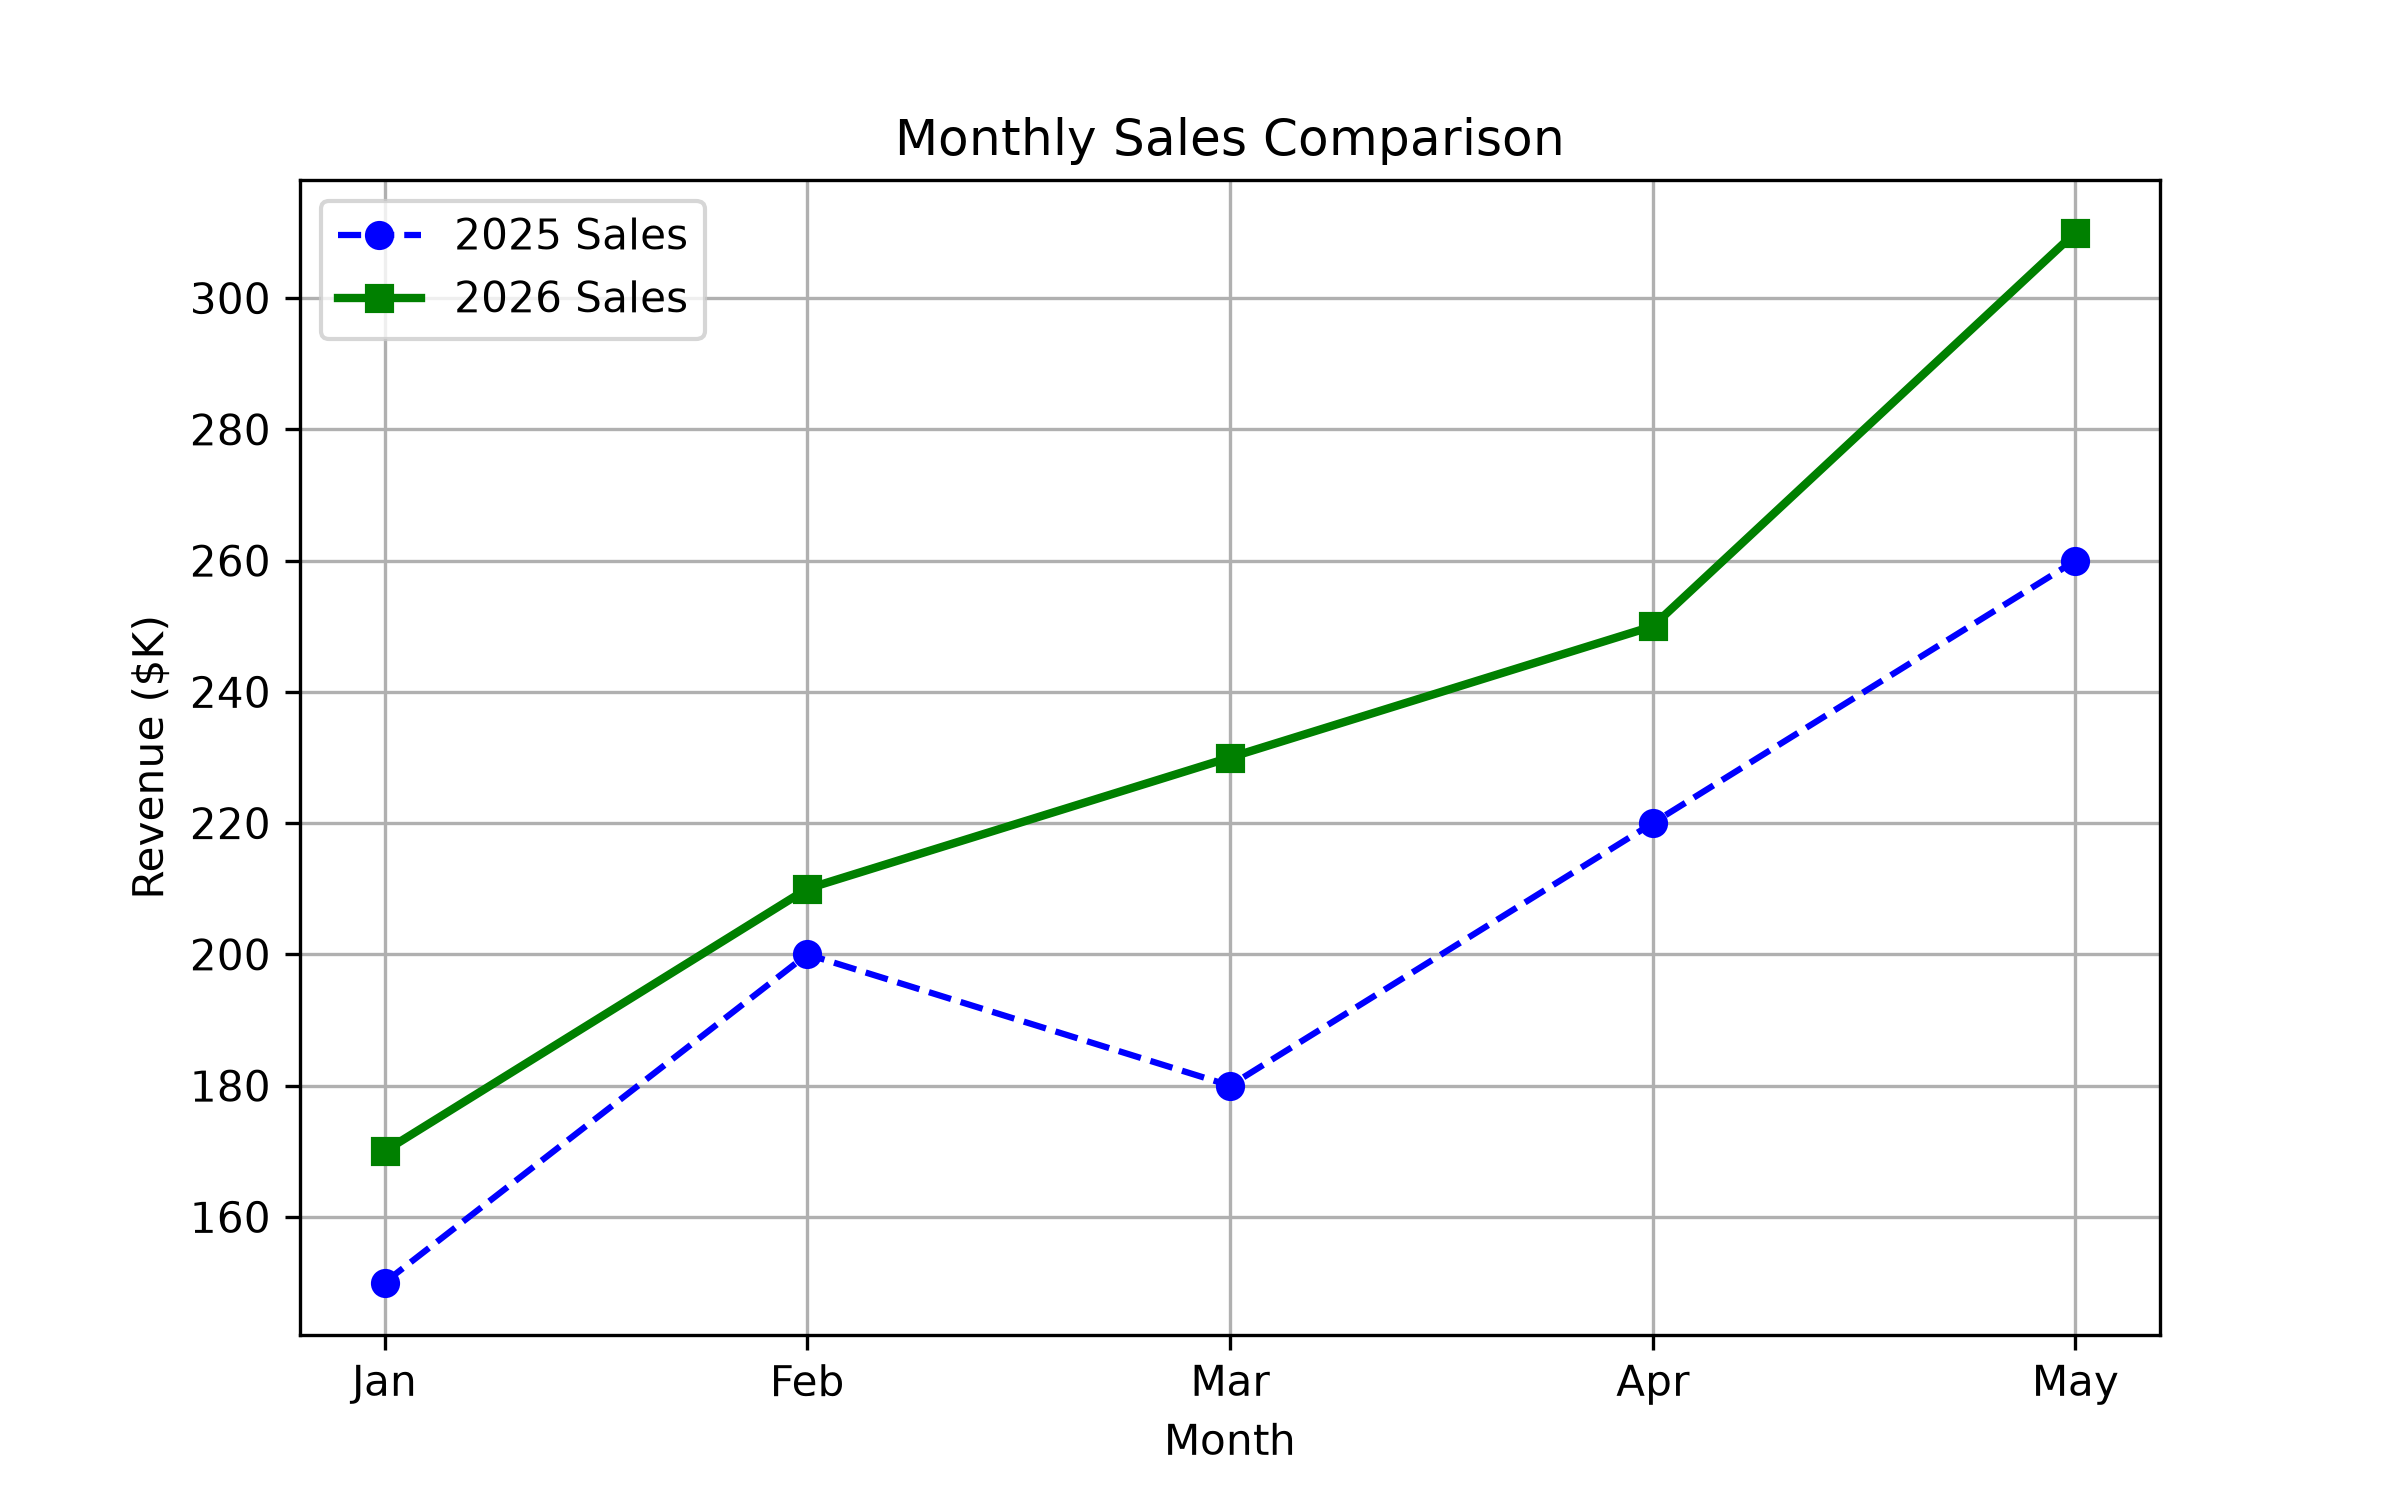 Monthly Sales Comparison
2025 Sales
2026 Sales
Revenue ($K)
300
280
260
240
220
200
180
160
Jan Feb Mar Apr May
Month